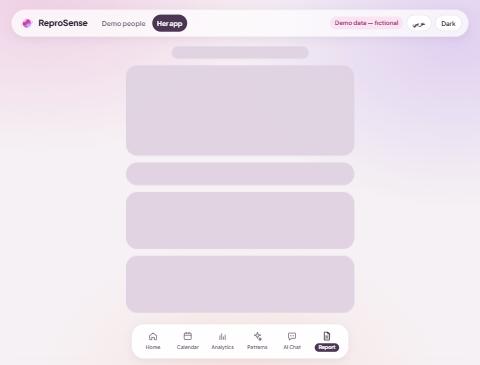 ReproSense
Demo people
Her app
Demo data — fictional
عربي
Dark
Home
Calendar
Analytics
Patterns
AI Chat
Report